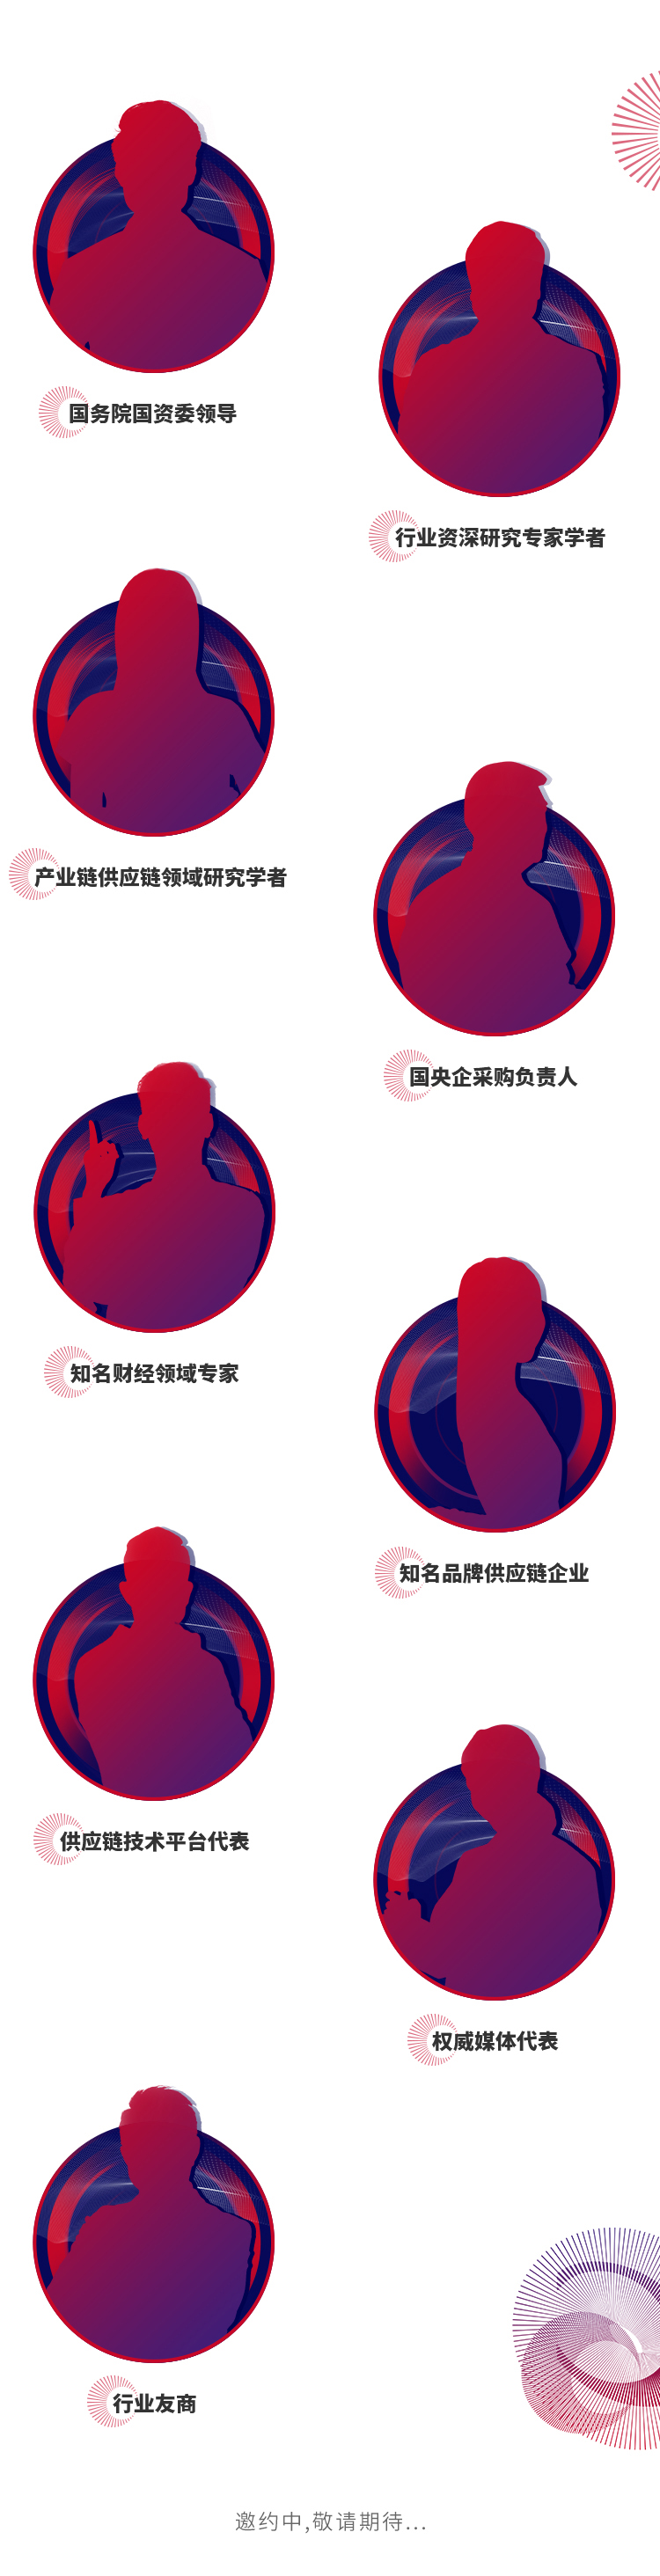 国务院国资委领导
行业资深研究专家学者
产业链供应链领域研究学者
国央企采购负责人
知名财经领域专家
知名品牌供应链企业
供应链技术平台代表
权威媒体代表
行业友商
邀约中,敬请期待...